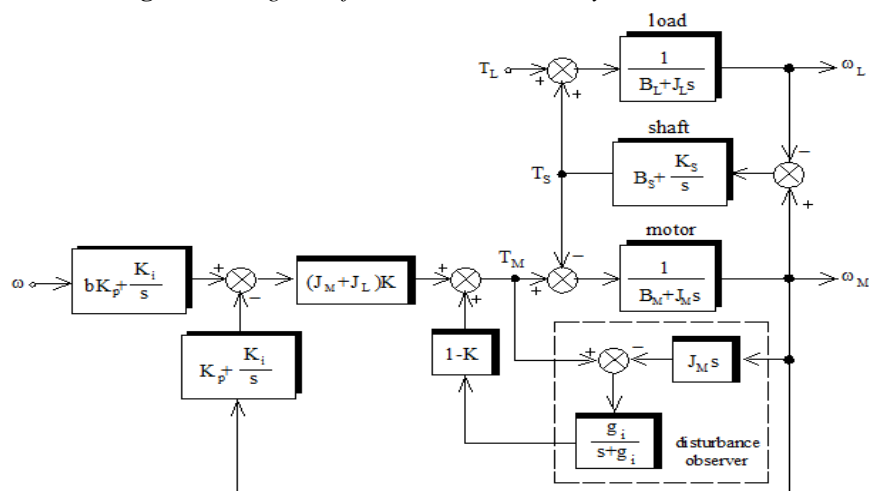 load
T_L
+
+
1
B_L+J_Ls
ω_L
shaft
−
T_S
B_S+ K_S
s
+
motor
ω
bK_p+ K_i
s
+
−
(J_M+J_L)K
+
+
T_M
+
−
1
B_M+J_Ms
ω_M
K_p+ K_i
s
1-K
+
−
J_Ms
g_i
s+g_i
disturbance
observer